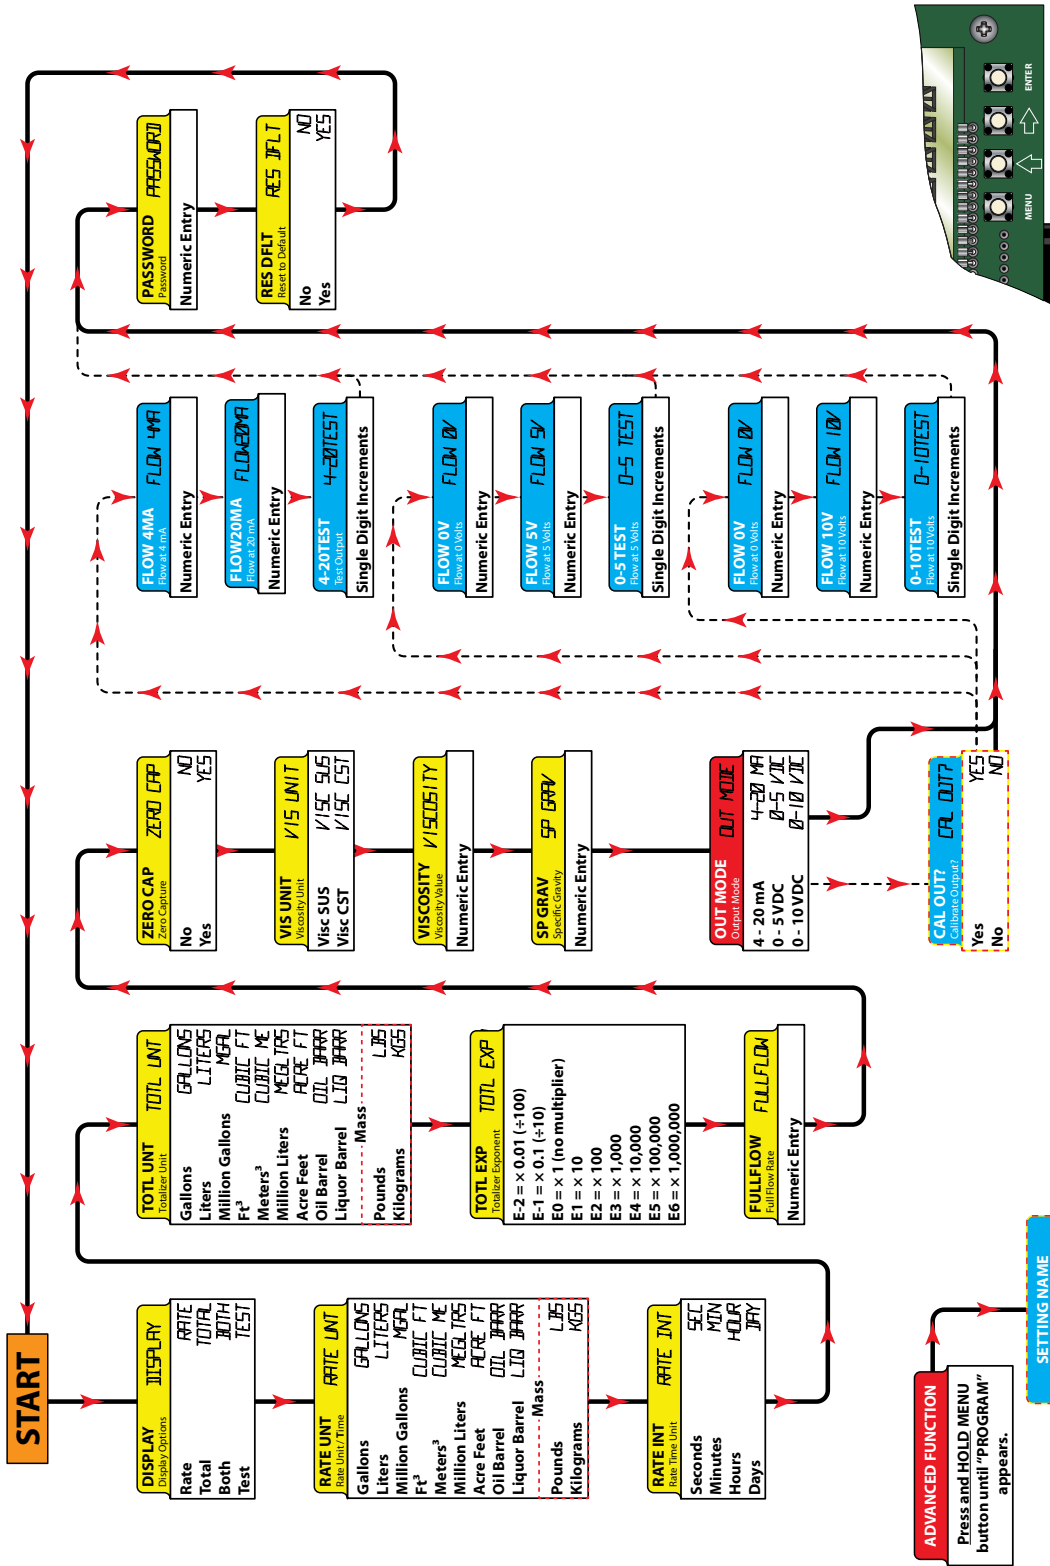 START
DISPLAY DISPLAY
Display Options
Rate RATE
Total TOTAL
Both BOTH
Test TEST
RATE UNT RATE UNT
Rate Unit / Time
Gallons GALLONS
Liters LITERS
Million Gallons MGAL
Ft³ CUBIC FT
Meters³ CUBIC ME
Million Liters MEGLTRS
Acre Feet ACRE FT
Oil Barrel OIL BARR
Liquor Barrel LIQ BARR
Mass
Pounds LBS
Kilograms KGS
RATE INT RATE INT
Rate Time Unit
Seconds SEC
Minutes MIN
Hours HOUR
Days DAY
TOTL UNT TOTL UNT
Totalizer Unit
Gallons GALLONS
Liters LITERS
Million Gallons MGAL
Ft³ CUBIC FT
Meters³ CUBIC ME
Million Liters MEGLTRS
Acre Feet ACRE FT
Oil Barrel OIL BARR
Liquor Barrel LIQ BARR
Mass
Pounds LBS
Kilograms KGS
TOTL EXP TOTL EXP
Totalizer Exponent
E-2 = × 0.01 (÷100)
E-1 = × 0.1 (÷10)
E0 = × 1 (no multiplier)
E1 = × 10
E2 = × 100
E3 = × 1,000
E4 = × 10,000
E5 = × 100,000
E6 = × 1,000,000
FULLFLOW FULLFLOW
Full Flow Rate
Numeric Entry
ZERO CAP ZERO CAP
Zero Capture
No NO
Yes YES
VIS UNIT VIS UNIT
Viscosity Unit
Visc SUS VISC SUS
Visc CST VISC CST
VISCOSITY VISCOSITY
Viscosity Value
Numeric Entry
SP GRAV SP GRAV
Specific Gravity
Numeric Entry
OUT MODE OUT MODE
Output Mode
4 - 20 mA 4-20 MA
0 - 5 VDC 0-5 VDC
0 - 10 VDC 0-10 VDC
CAL OUT? CAL OUT?
Calibrate Output?
Yes YES
No NO
FLOW 4MA FLOW 4MA
Flow at 4 mA
Numeric Entry
FLOW20MA FLOW20MA
Flow at 20 mA
Numeric Entry
4-20TEST 4-20TEST
Test Output
Single Digit Increments
FLOW 0V FLOW 0V
Flow at 0 Volts
Numeric Entry
FLOW 5V FLOW 5V
Flow at 5 Volts
Numeric Entry
0-5 TEST 0-5 TEST
Flow at 5 Volts
Single Digit Increments
FLOW 0V FLOW 0V
Flow at 0 Volts
Numeric Entry
FLOW 10V FLOW 10V
Flow at 10 Volts
Numeric Entry
0-10TEST 0-10TEST
Flow at 10 Volts
Single Digit Increments
PASSWORD PASSWORD
Password
Numeric Entry
RES DFLT RES DFLT
Reset to Default
No NO
Yes YES
ADVANCED FUNCTION
Press and HOLD MENU
button until "PROGRAM"
appears.
SETTING NAME
MENU
ENTER